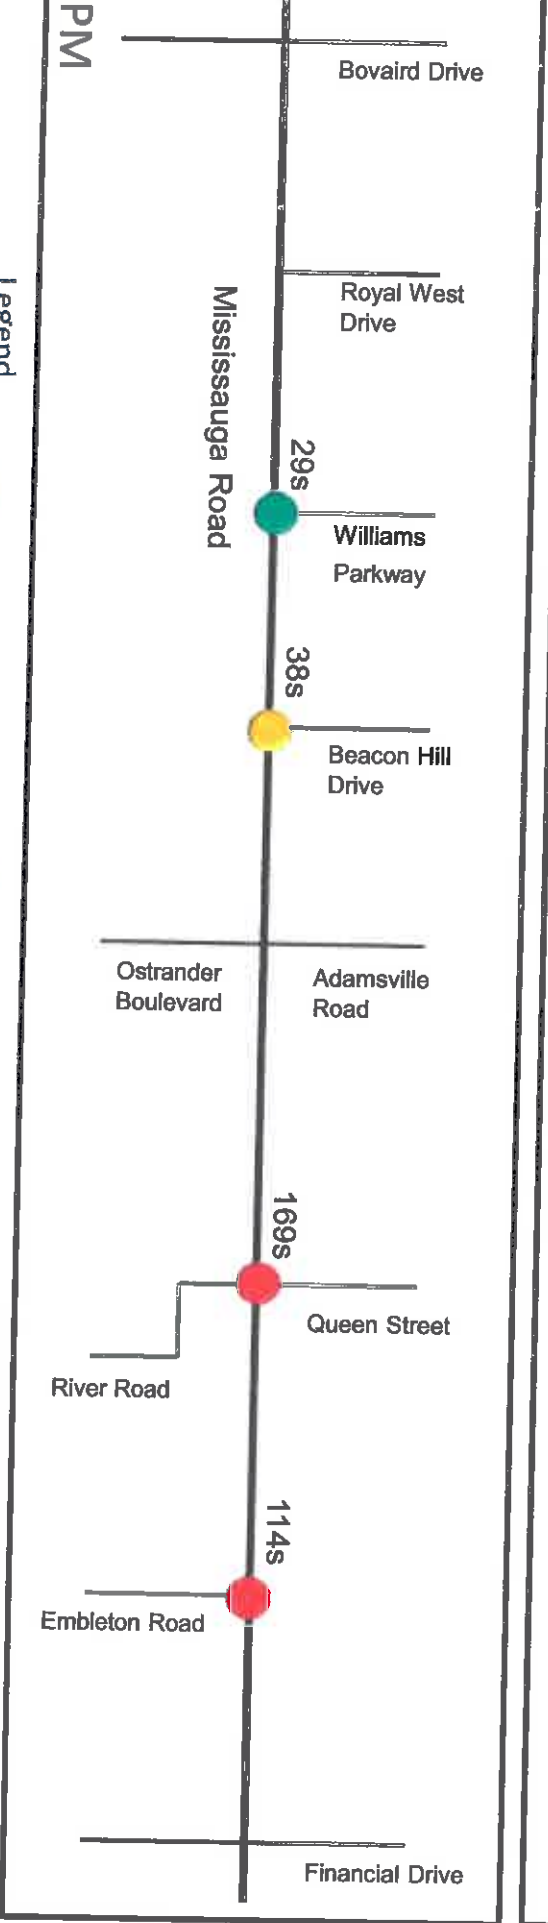 PM
Bovaird Drive
Royal West
Drive
Mississauga Road
29s
Williams
Parkway
38s
Beacon Hill
Drive
Ostrander
Boulevard
Adamsville
Road
169s
Queen Street
River Road
114s
Embleton Road
Financial Drive
Legend